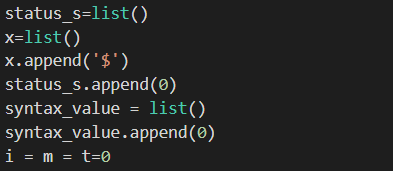 status_s=list()
x=list()
x.append('$')
status_s.append(0)
syntax_value = list()
syntax_value.append(0)
i = m = t=0